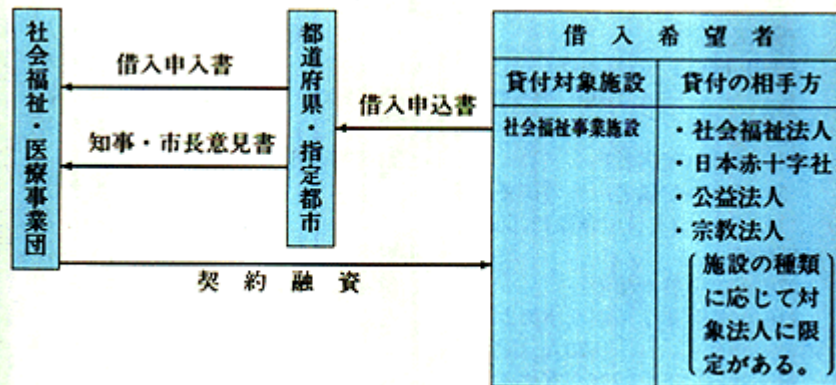 社会福祉・医療事業団
借入申入書
知事・市長意見書
都道府県・指定都市
借入申込書
契約融資
借入希望者
貸付対象施設
貸付の相手方
社会福祉事業施設
・社会福祉法人
・日本赤十字社
・公益法人
・宗教法人
施設の種類
に応じて対
象法人に限
定がある。